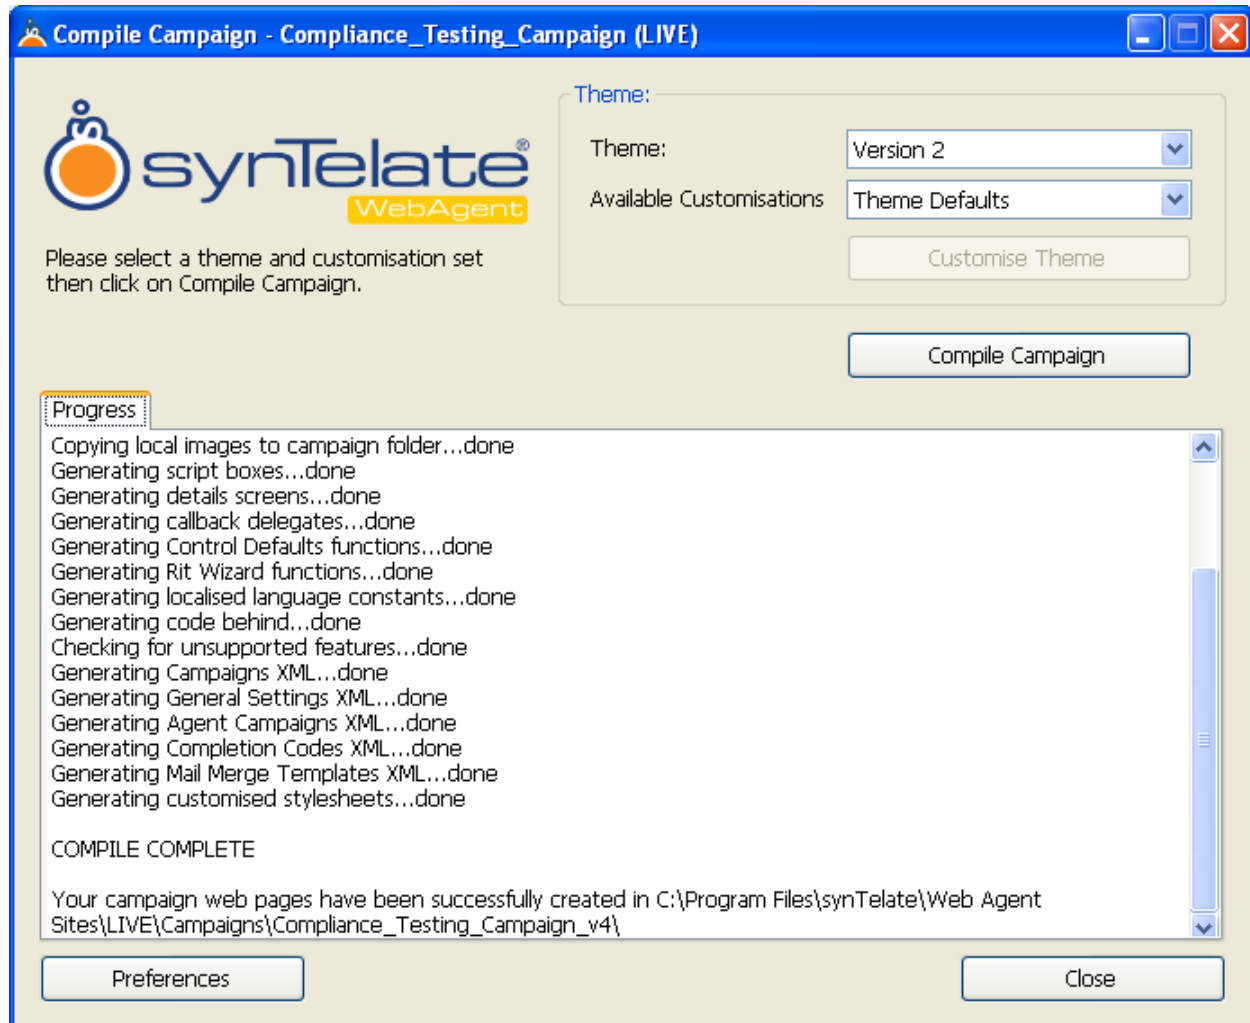 Compile Campaign - Compliance_Testing_Campaign (LIVE)
synTelate®
WebAgent
Please select a theme and customisation set
then click on Compile Campaign.
Theme:
Theme:
Version 2
Available Customisations
Theme Defaults
Customise Theme
Compile Campaign
Progress
Copying local images to campaign folder...done
Generating script boxes...done
Generating details screens...done
Generating callback delegates...done
Generating Control Defaults functions...done
Generating Rit Wizard functions...done
Generating localised language constants...done
Generating code behind...done
Checking for unsupported features...done
Generating Campaigns XML...done
Generating General Settings XML...done
Generating Agent Campaigns XML...done
Generating Completion Codes XML...done
Generating Mail Merge Templates XML...done
Generating customised stylesheets...done
COMPILE COMPLETE
Your campaign web pages have been successfully created in C:\Program Files\synTelate\Web Agent
Sites\LIVE\Campaigns\Compliance_Testing_Campaign_v4\
Preferences
Close